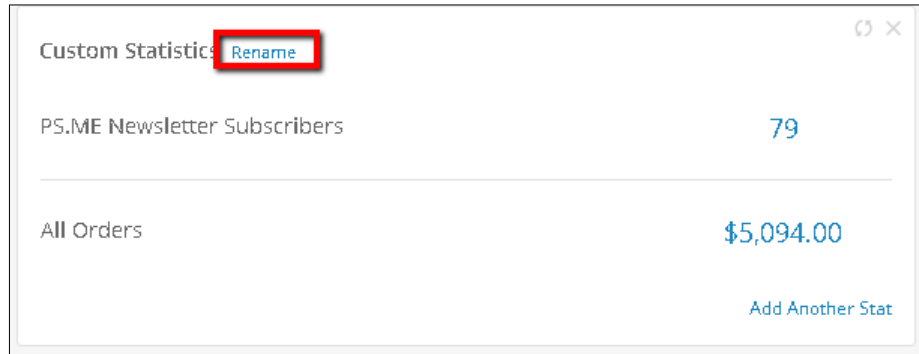 Custom Statistics Rename
PS.ME Newsletter Subscribers 79
All Orders $5,094.00
Add Another Stat